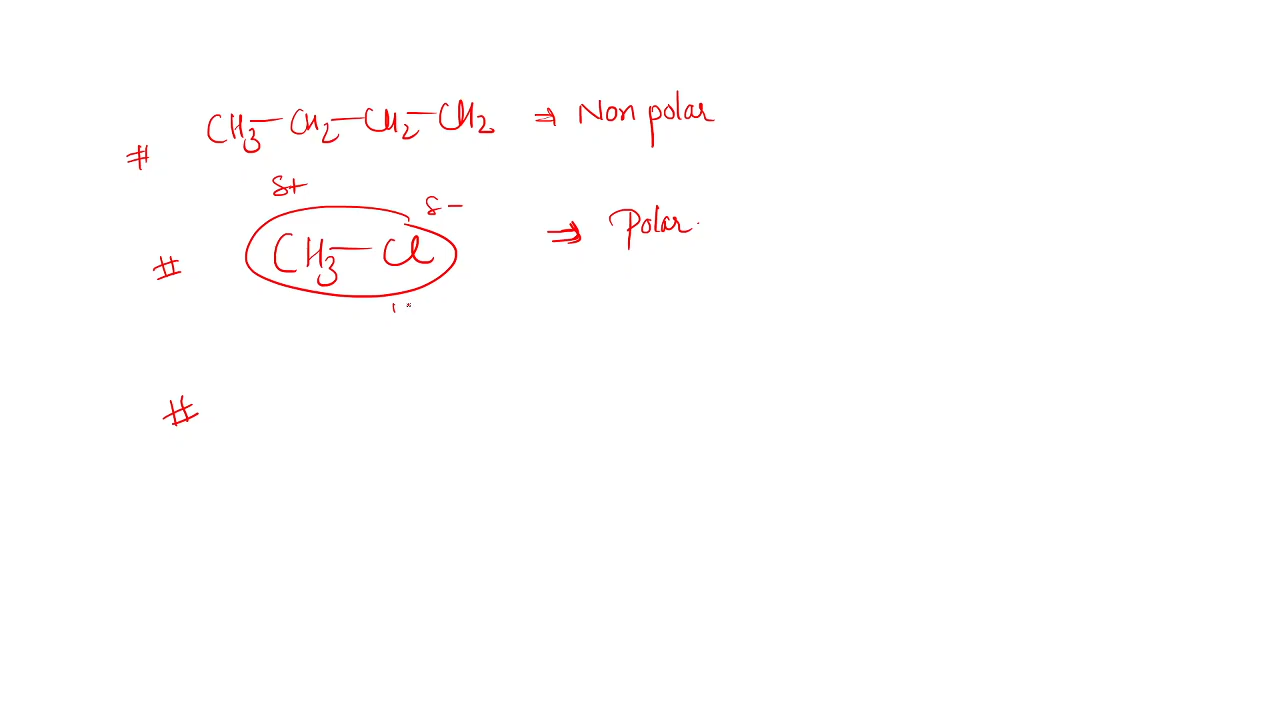 # CH3-CH2-CH2-CH2 ⇒ Non polar
δ+ δ-
# CH3-Cl ⇒ Polar.
#